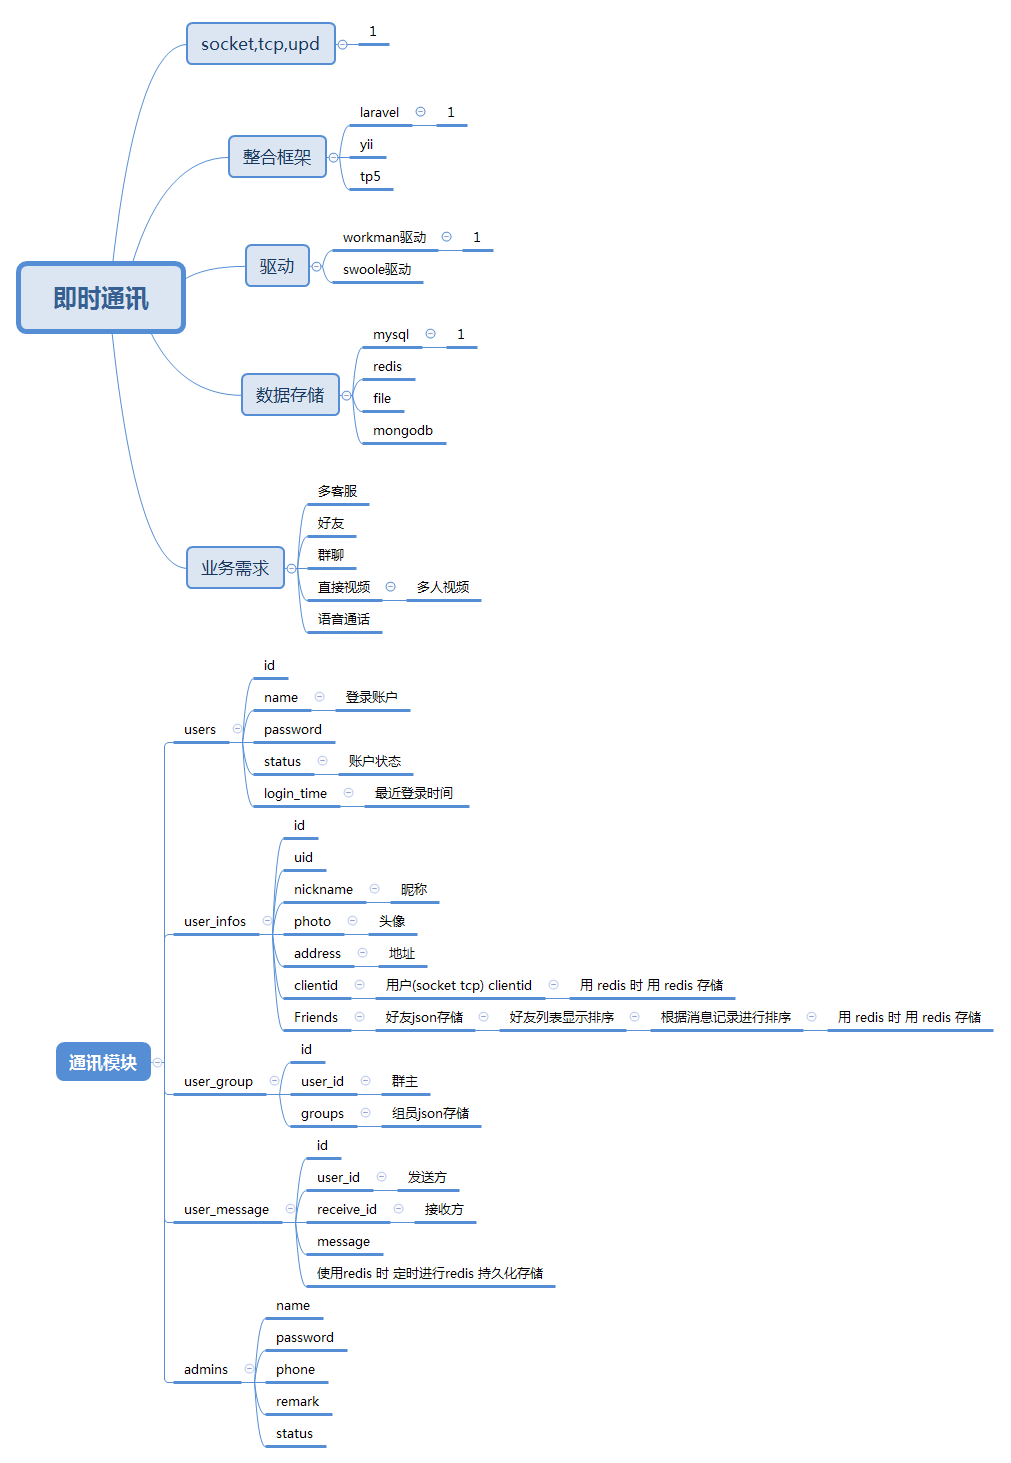 即时通讯
socket,tcp,upd
1
整合框架
laravel
1
yii
tp5
驱动
workman驱动
1
swoole驱动
数据存储
mysql
1
redis
file
mongodb
业务需求
多客服
好友
群聊
直接视频
多人视频
语音通话
通讯模块
users
id
name
登录账户
password
status
账户状态
login_time
最近登录时间
user_infos
id
uid
nickname
昵称
photo
头像
address
地址
clientid
用户(socket tcp) clientid
用 redis 时 用 redis 存储
Friends
好友json存储
好友列表显示排序
根据消息记录进行排序
用 redis 时 用 redis 存储
user_group
id
user_id
群主
groups
组员json存储
user_message
id
user_id
发送方
receive_id
接收方
message
使用redis 时 定时进行redis 持久化存储
admins
name
password
phone
remark
status